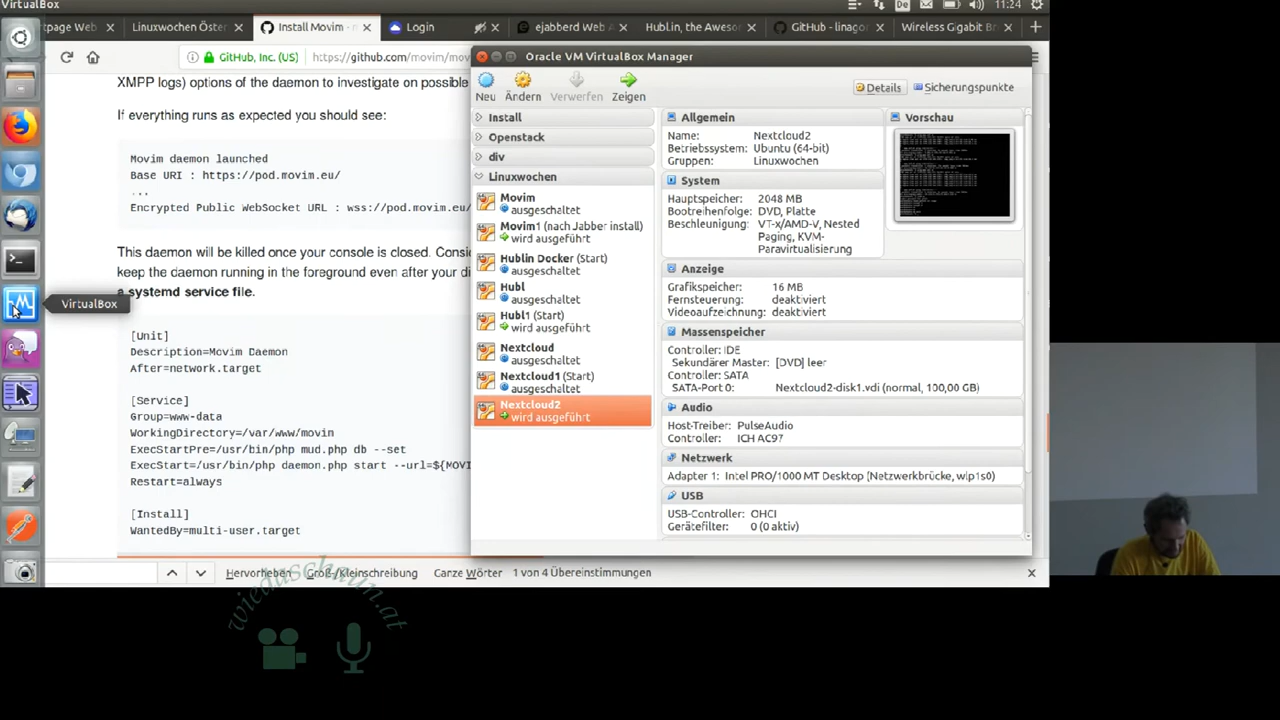 VirtualBox
De
11:24
tpage Web
Linuxwochen Öster
Install Movim -
Login
ejabberd Web A
Hubl.in, the Aweso
GitHub - linagor
Wireless Gigabit Br
GitHub, Inc. (US)
https://github.com/movim/movi
XMPP logs) options of the daemon to investigate on possible
If everything runs as expected you should see:
Movim daemon launched
Base URI : https://pod.movim.eu/
...
Encrypted Public WebSocket URL : wss://pod.movim.eu/
This daemon will be killed once your console is closed. Consi
keep the daemon running in the foreground even after your di
a systemd service file.
VirtualBox
[Unit]
Description=Movim Daemon
After=network.target
[Service]
Group=www-data
WorkingDirectory=/var/www/movim
ExecStartPre=/usr/bin/php mud.php db --set
ExecStart=/usr/bin/php daemon.php start --url=${MOVI
Restart=always
[Install]
WantedBy=multi-user.target
Hervorheben
Groß-/Kleinschreibung
Ganze Wörter
1 von 4 Übereinstimmungen
Oracle VM VirtualBox Manager
Neu
Ändern
Verwerfen
Zeigen
Details
Sicherungspunkte
Install
Openstack
div
Linuxwochen
Movim
ausgeschaltet
Movim1 (nach Jabber install)
wird ausgeführt
Hublin Docker (Start)
ausgeschaltet
Hubl
ausgeschaltet
Hubl1 (Start)
wird ausgeführt
Nextcloud
ausgeschaltet
Nextcloud1 (Start)
ausgeschaltet
Nextcloud2
wird ausgeführt
Allgemein
Name: Nextcloud2
Betriebssystem: Ubuntu (64-bit)
Gruppen: Linuxwochen
System
Hauptspeicher: 2048 MB
Bootreihenfolge: DVD, Platte
Beschleunigung: VT-x/AMD-V, Nested
Paging, KVM-
Paravirtualisierung
Anzeige
Grafikspeicher: 16 MB
Fernsteuerung: deaktiviert
Videoaufzeichnung: deaktiviert
Massenspeicher
Controller: IDE
Sekundärer Master: [DVD] leer
Controller: SATA
SATA-Port 0: Nextcloud2-disk1.vdi (normal, 100,00 GB)
Audio
Host-Treiber: PulseAudio
Controller: ICH AC97
Netzwerk
Adapter 1: Intel PRO/1000 MT Desktop (Netzwerkbrücke, wlp1s0)
USB
USB-Controller: OHCI
Gerätefilter: 0 (0 aktiv)
Vorschau
wieduschaun.at